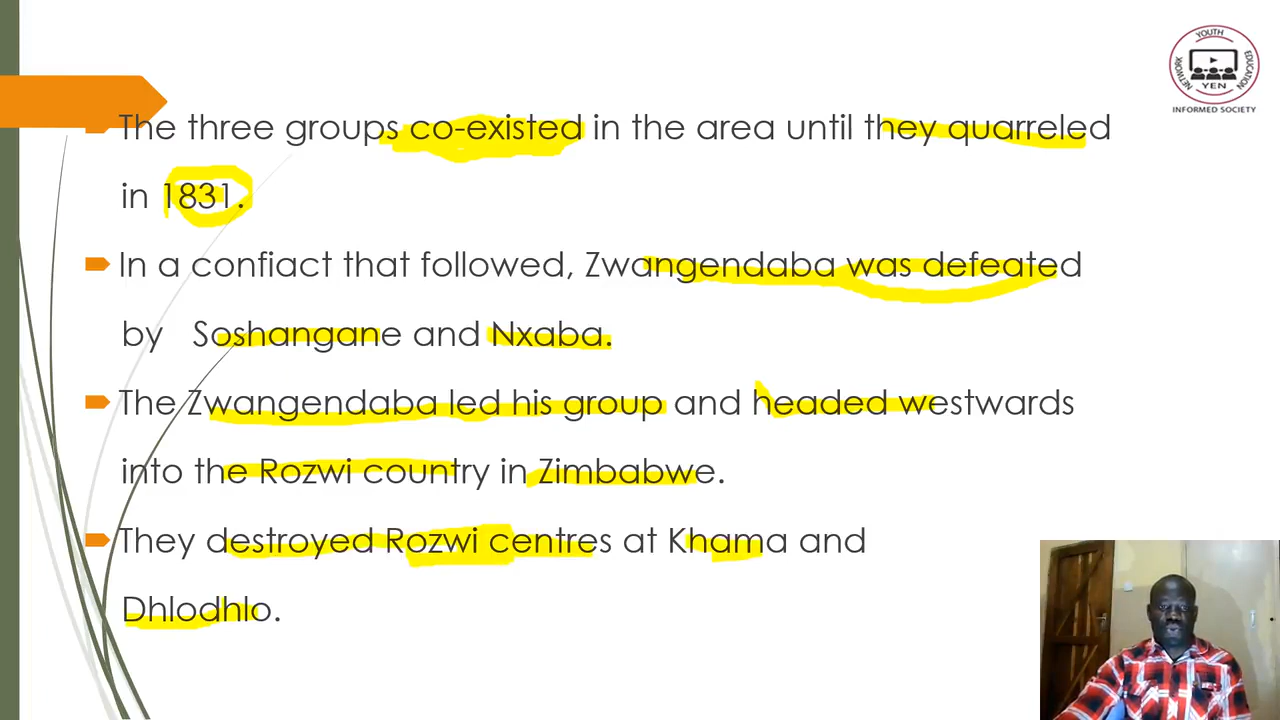 The three groups co-existed in the area until they quarreled
in 1831.
In a confiact that followed, Zwangendaba was defeated
by Soshangane and Nxaba.
The Zwangendaba led his group and headed westwards
into the Rozwi country in Zimbabwe.
They destroyed Rozwi centres at Khama and
Dhlodhlo.
YOUTH
EDUCATION
NETWORK
YEN
INFORMED SOCIETY